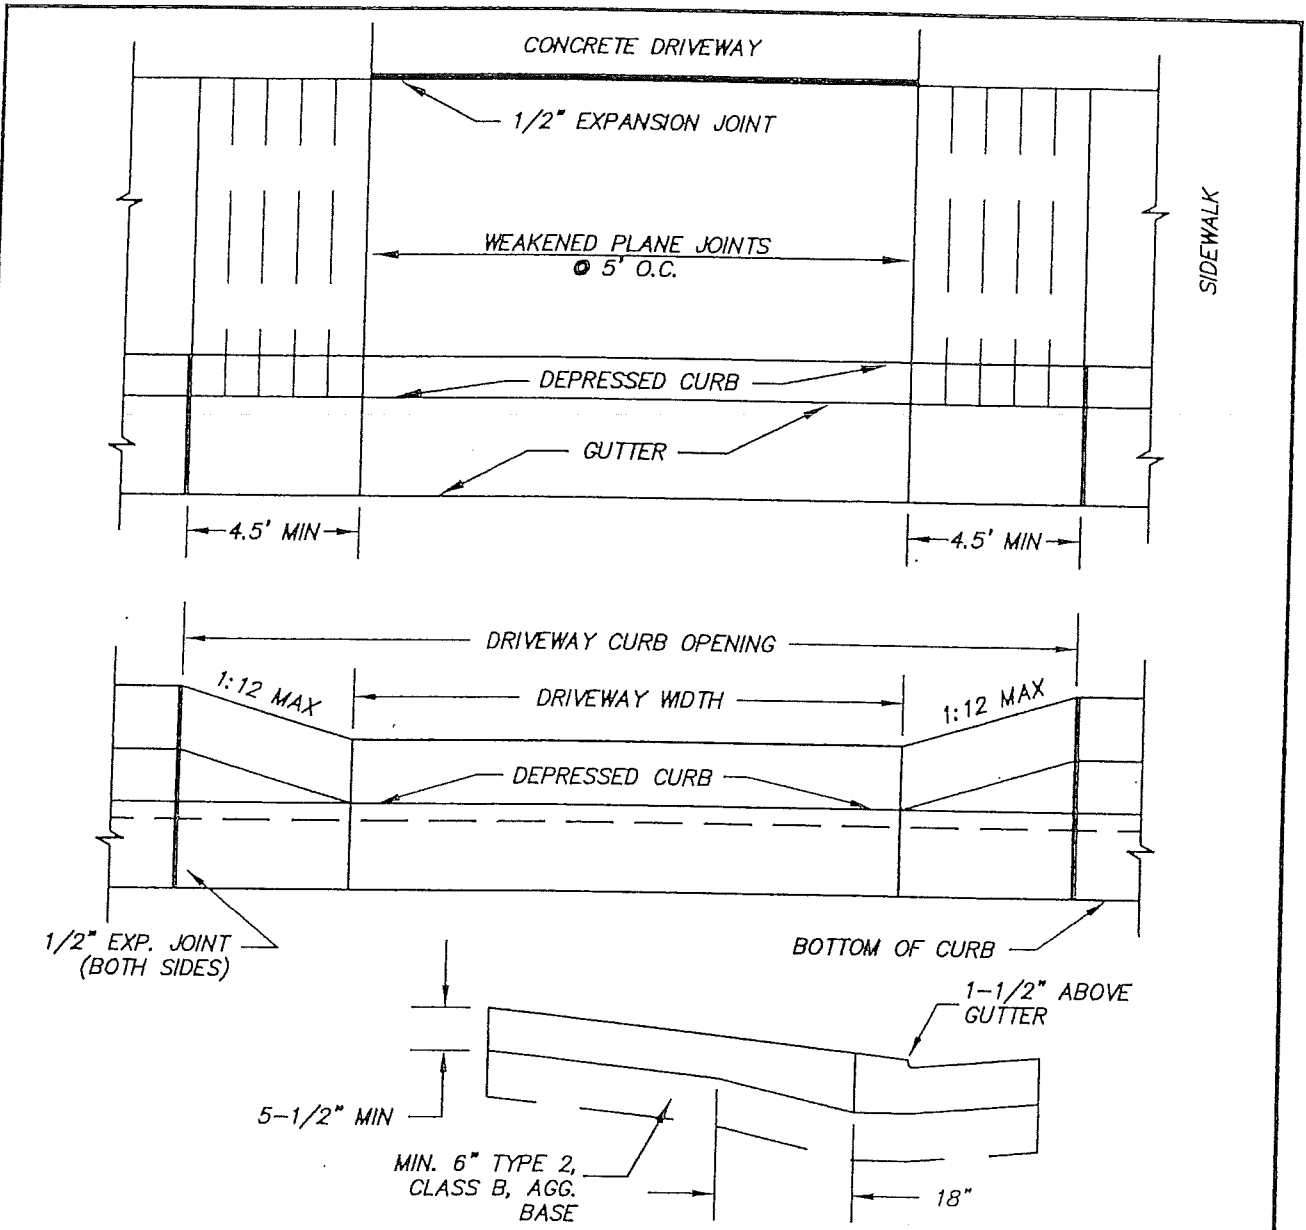 CONCRETE DRIVEWAY
1/2" EXPANSION JOINT
SIDEWALK
WEAKENED PLANE JOINTS
@ 5' O.C.
DEPRESSED CURB
GUTTER
4.5' MIN
4.5' MIN
DRIVEWAY CURB OPENING
1:12 MAX
DRIVEWAY WIDTH
1:12 MAX
DEPRESSED CURB
1/2" EXP. JOINT
(BOTH SIDES)
BOTTOM OF CURB
1-1/2" ABOVE
GUTTER
5-1/2" MIN
MIN. 6" TYPE 2,
CLASS B, AGG.
BASE
18"